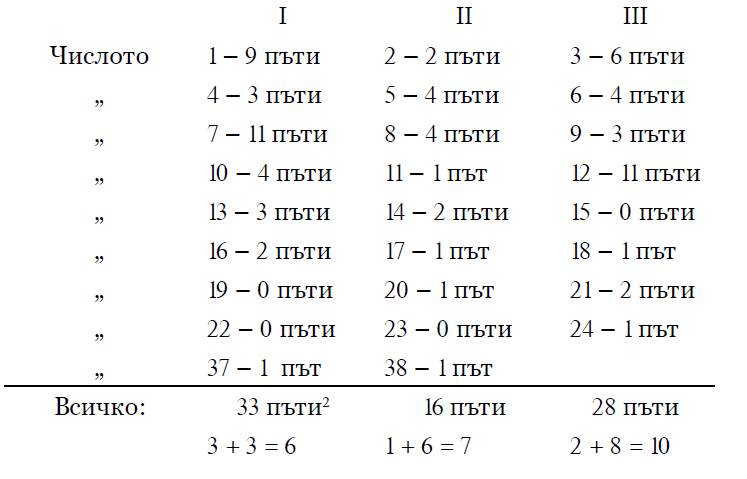 I II III
Числото 1 – 9 пъти 2 – 2 пъти 3 – 6 пъти
„ 4 – 3 пъти 5 – 4 пъти 6 – 4 пъти
„ 7 – 11 пъти 8 – 4 пъти 9 – 3 пъти
„ 10 – 4 пъти 11 – 1 път 12 – 11 пъти
„ 13 – 3 пъти 14 – 2 пъти 15 – 0 пъти
„ 16 – 2 пъти 17 – 1 път 18 – 1 път
„ 19 – 0 пъти 20 – 1 път 21 – 2 пъти
„ 22 – 0 пъти 23 – 0 пъти 24 – 1 път
„ 37 – 1 път 38 – 1 път
Всичко: 33 пъти² 16 пъти 28 пъти
3 + 3 = 6 1 + 6 = 7 2 + 8 = 10